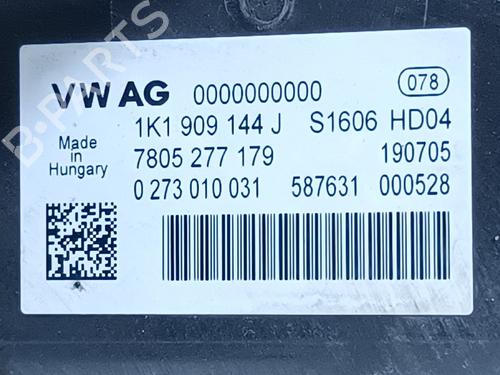 VW AG 0000000000 078
1K1 909 144 J S1606 HD04
Made in Hungary
7805 277 179 190705
0 273 010 031 587631 000528
B-PARTS